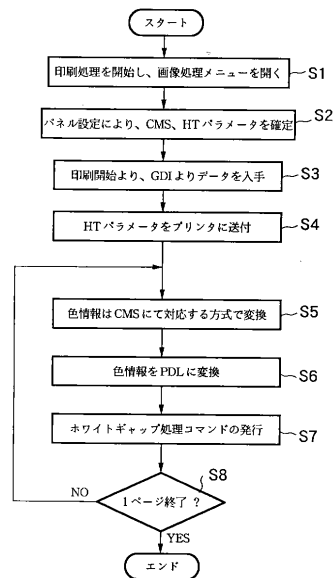 スタート
印刷処理を開始し、画像処理メニューを開く
S1
パネル設定により、CMS、HTパラメータを確定
S2
印刷開始より、GDIよりデータを入手
S3
HTパラメータをプリンタに送付
S4
色情報はCMSにて対応する方式で変換
S5
色情報をPDLに変換
S6
ホワイトギャップ処理コマンドの発行
S7
S8
1ページ終了 ?
NO
YES
エンド